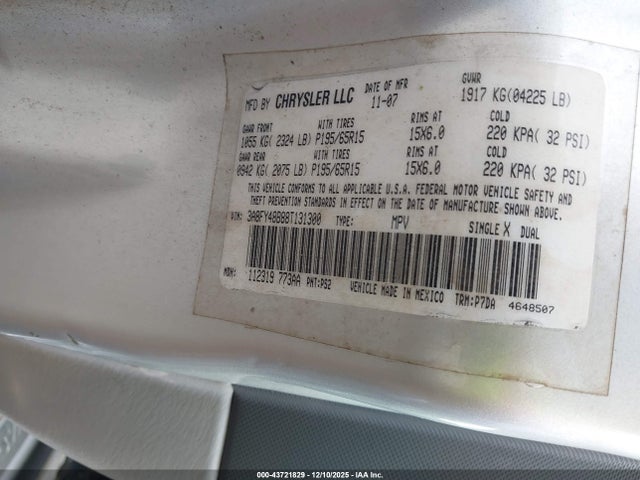 MFD BY CHRYSLER LLC DATE OF MFR 11-07 GVWR 1917 KG(04225 LB)
GAWR FRONT WITH TIRES RIMS AT COLD
1055 KG( 2324 LB) P195/65R15 15X6.0 220 KPA( 32 PSI)
GAWR REAR WITH TIRES RIMS AT COLD
0942 KG( 2075 LB) P195/65R15 15X6.0 220 KPA( 32 PSI)
THIS VEHICLE CONFORMS TO ALL APPLICABLE U.S.A. FEDERAL MOTOR VEHICLE SAFETY AND
THEFT PREVENTION STANDARDS IN EFFECT ON THE DATE OF MANUFACTURE SHOWN ABOVE.
VIN: 3A8FY48B88T131300 TYPE: MPV SINGLE X DUAL
MDH: 112319 773AA PNT:PS2 VEHICLE MADE IN MEXICO TRM:P7DA 4648507
000-43721829 - 12/10/2025 - IAA Inc.